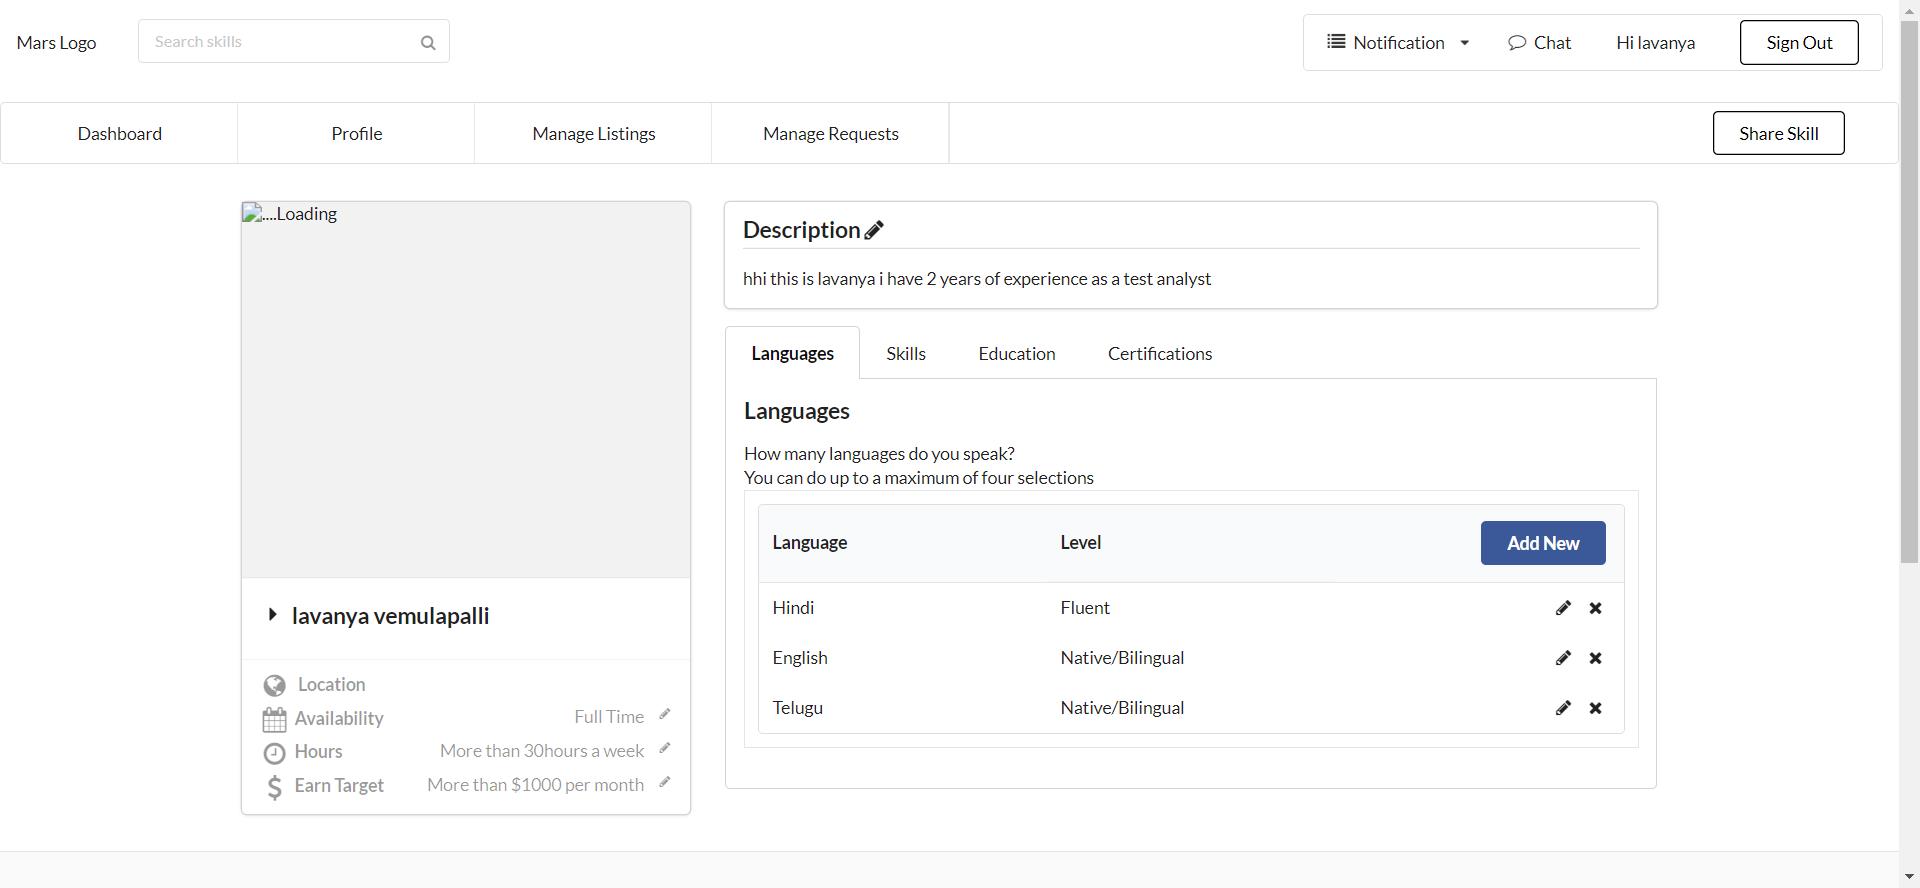 Mars Logo
Search skills
Notification
Chat
Hi lavanya
Sign Out
Dashboard
Profile
Manage Listings
Manage Requests
Share Skill
....Loading
lavanya vemulapalli
Location
Availability Full Time
Hours More than 30hours a week
Earn Target More than $1000 per month
Description
hhi this is lavanya i have 2 years of experience as a test analyst
Languages Skills Education Certifications
Languages
How many languages do you speak?
You can do up to a maximum of four selections
Language Level Add New
Hindi Fluent
English Native/Bilingual
Telugu Native/Bilingual